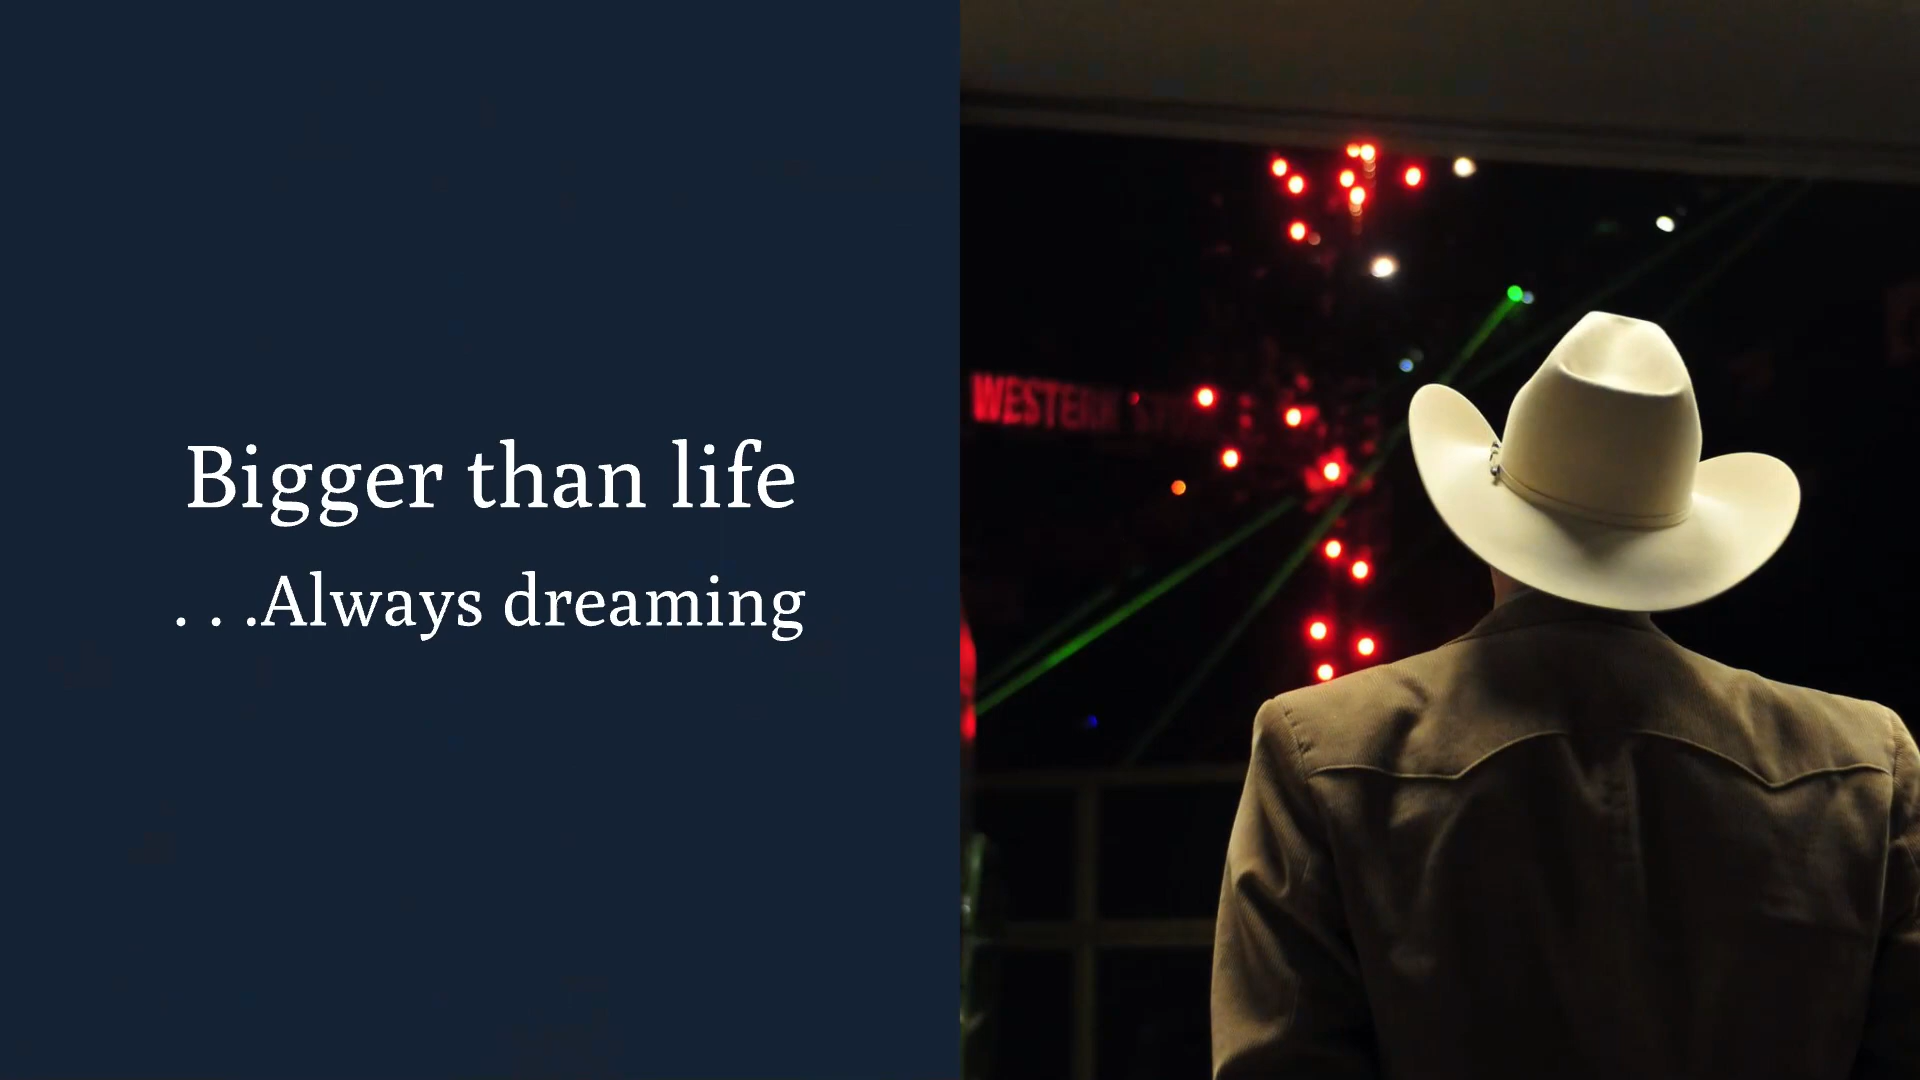 Bigger than life
. . .Always dreaming
WESTERN